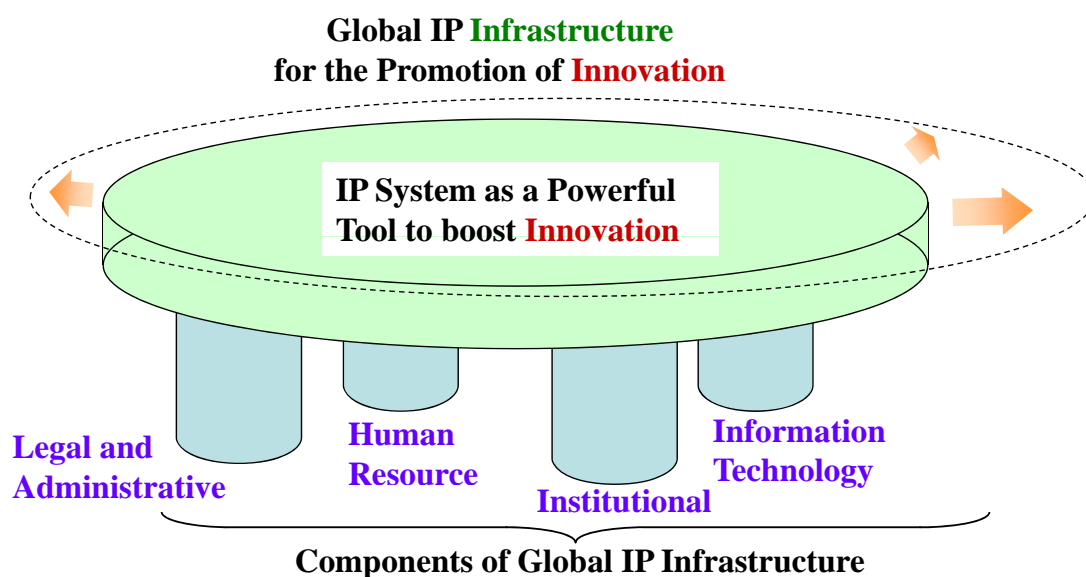 Global IP Infrastructure
for the Promotion of Innovation
IP System as a Powerful
Tool to boost Innovation
Legal and
Administrative
Human
Resource
Institutional
Information
Technology
Components of Global IP Infrastructure